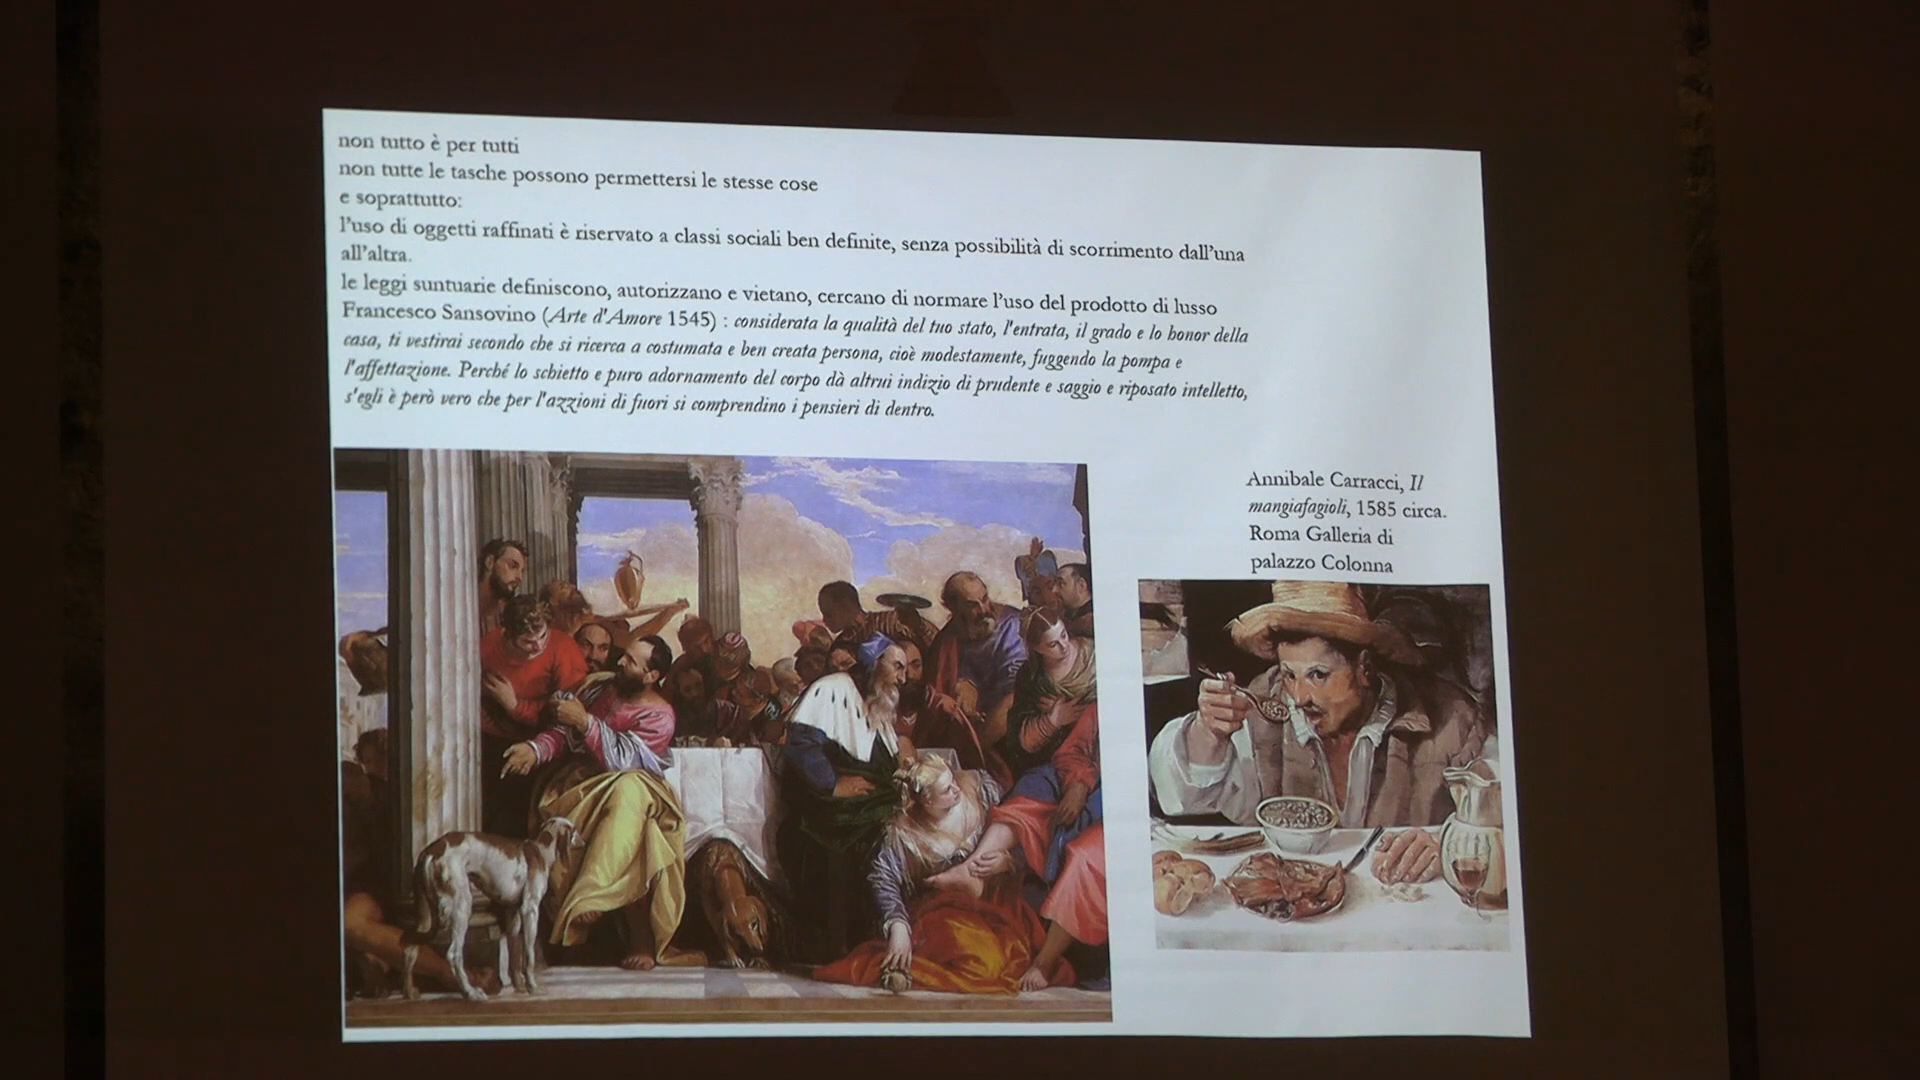 non tutto è per tutti
non tutte le tasche possono permettersi le stesse cose
e soprattutto:
l'uso di oggetti raffinati è riservato a classi sociali ben definite, senza possibilità di scorrimento dall'una
all'altra.
le leggi suntuarie definiscono, autorizzano e vietano, cercano di normare l'uso del prodotto di lusso
Francesco Sansovino (Arte d'Amore 1545) : considerata la qualità del tuo stato, l'entrata, il grado e lo honor della
casa, ti vestirai secondo che si ricerca a costumata e ben creata persona, cioè modestamente, fuggendo la pompa e
l'affettazione. Perché lo schietto e puro adornamento del corpo dà altrui indizio di prudente e saggio e riposato intelletto,
s'egli è però vero che per l'azzioni di fuori si comprendino i pensieri di dentro.
Annibale Carracci, Il
mangiafagioli, 1585 circa.
Roma Galleria di
palazzo Colonna